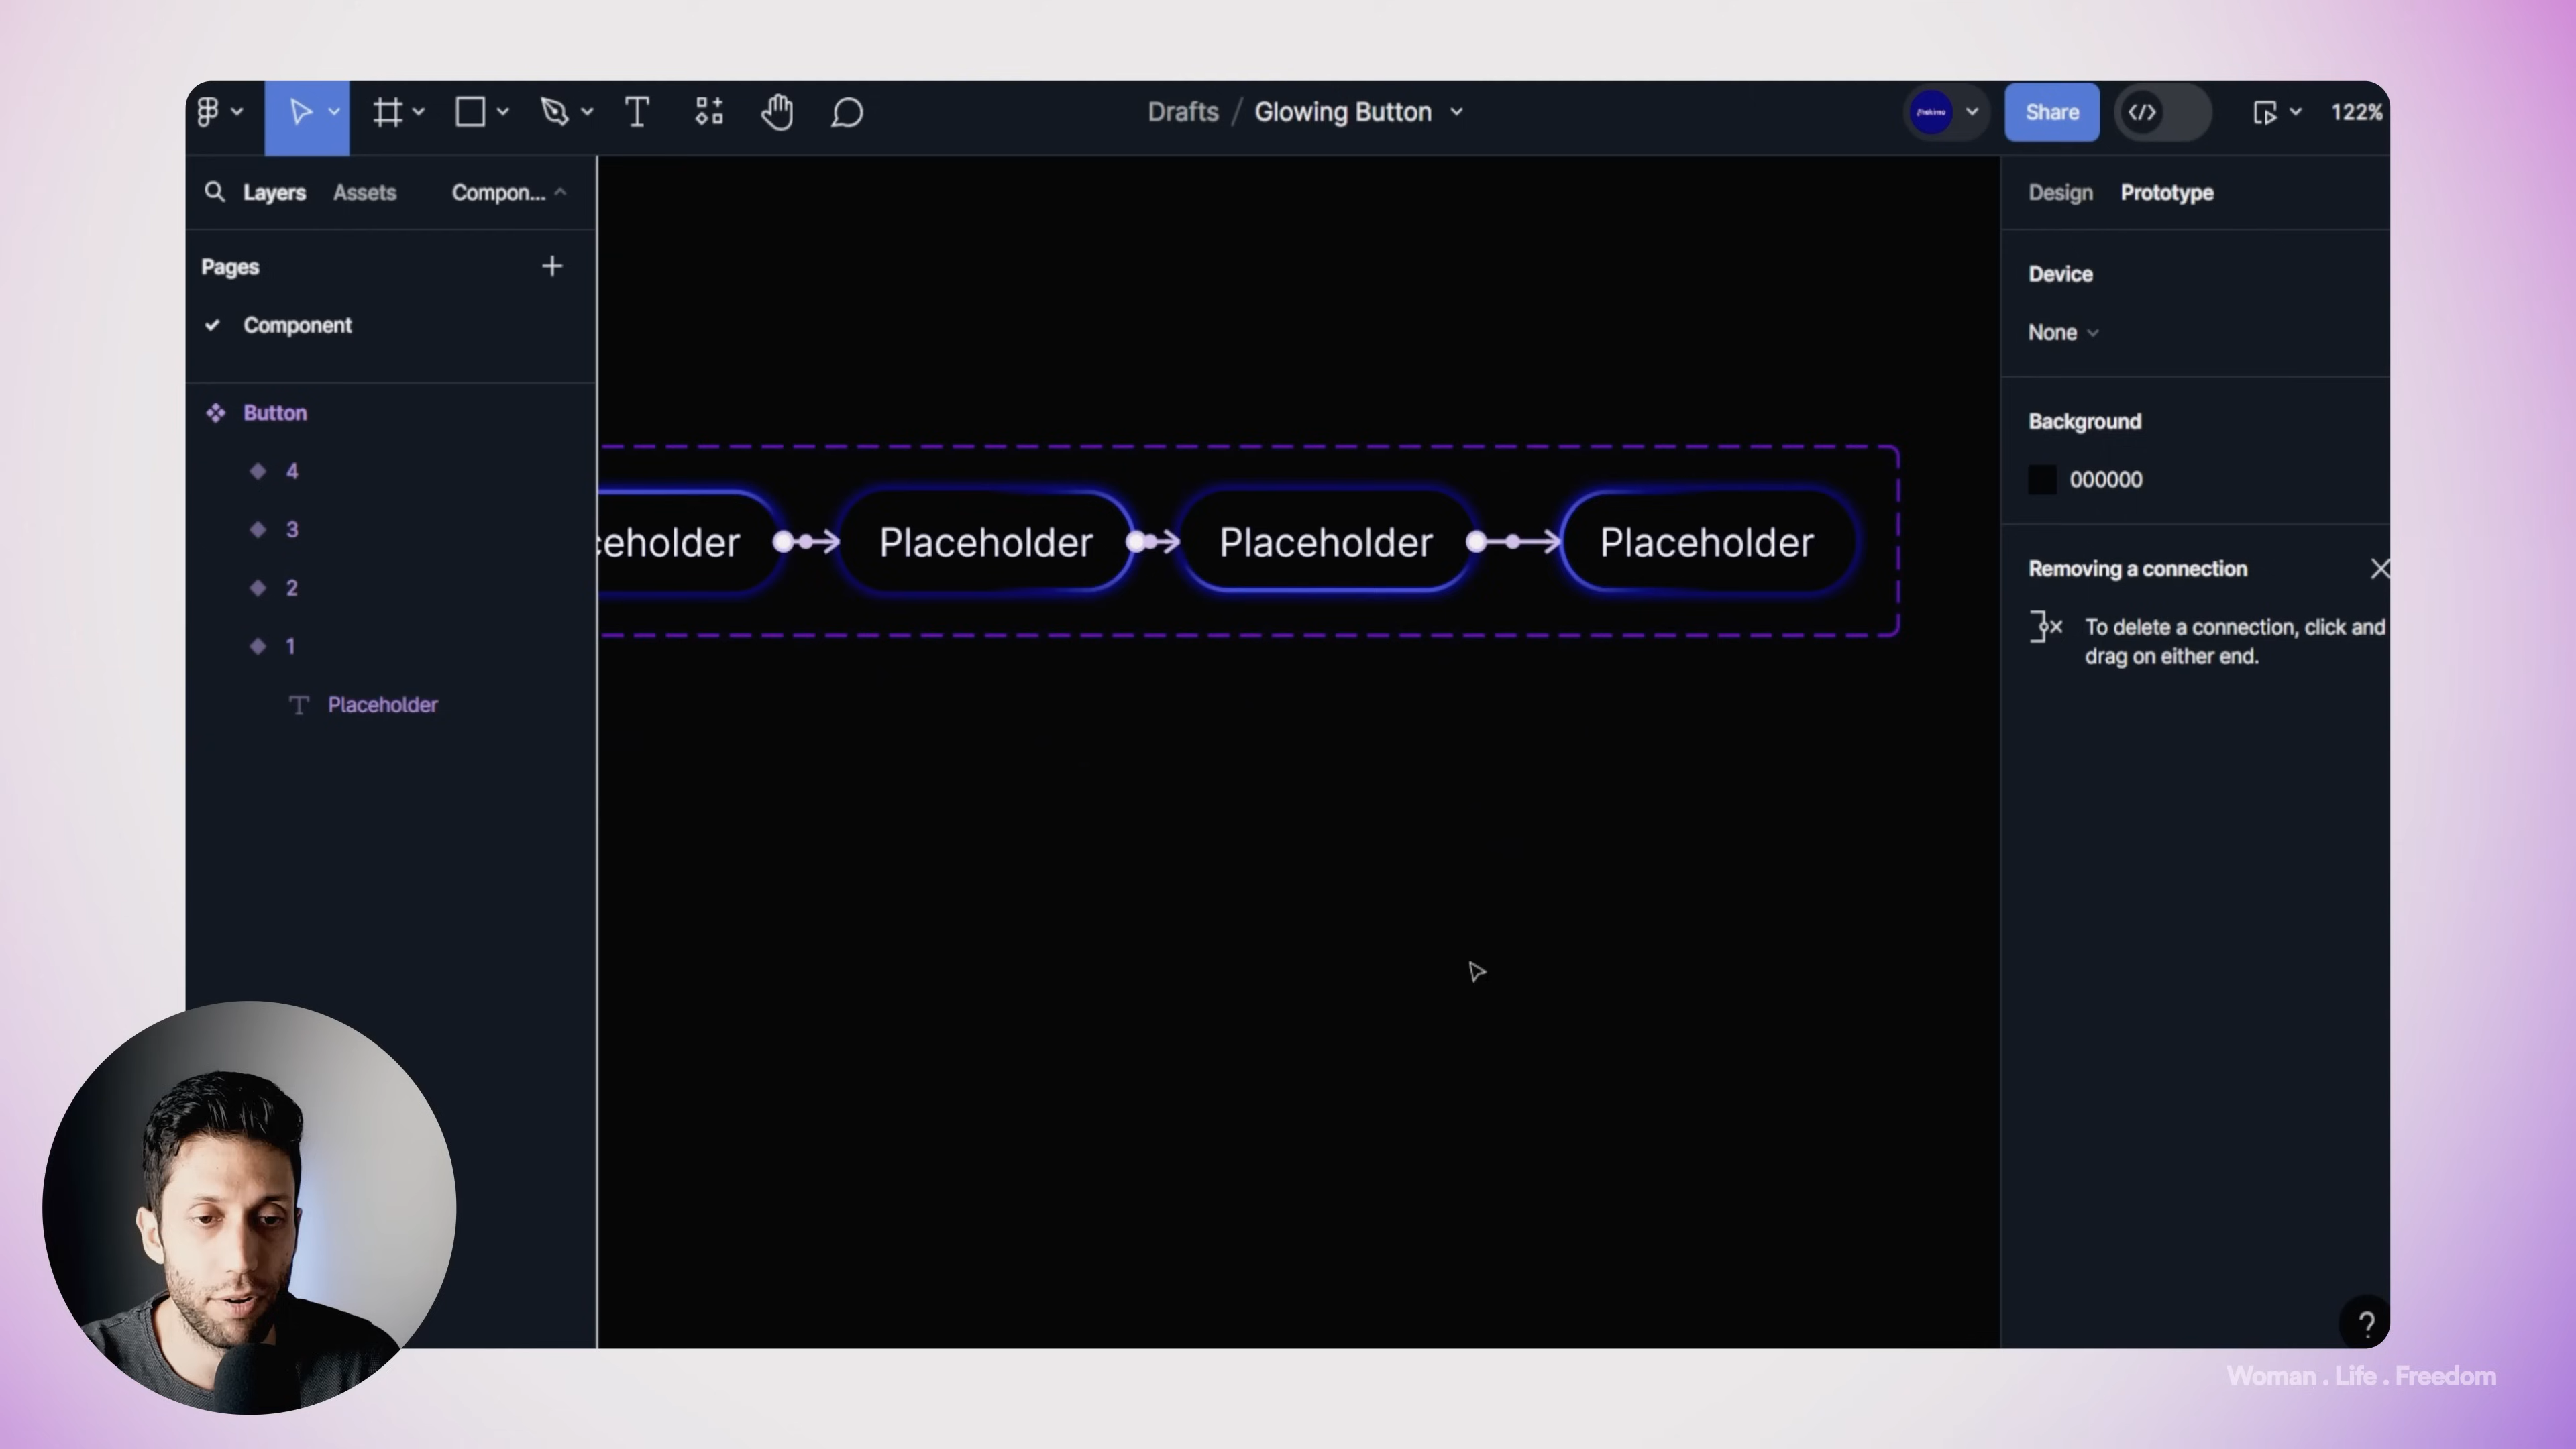 Drafts / Glowing Button
Share
122%
Layers
Assets
Compon...
Pages
Component
Button
4
3
2
1
Placeholder
ceholder
Placeholder
Placeholder
Placeholder
Design
Prototype
Device
None
Background
000000
Removing a connection
To delete a connection, click and
drag on either end.
?
Woman . Life . Freedom